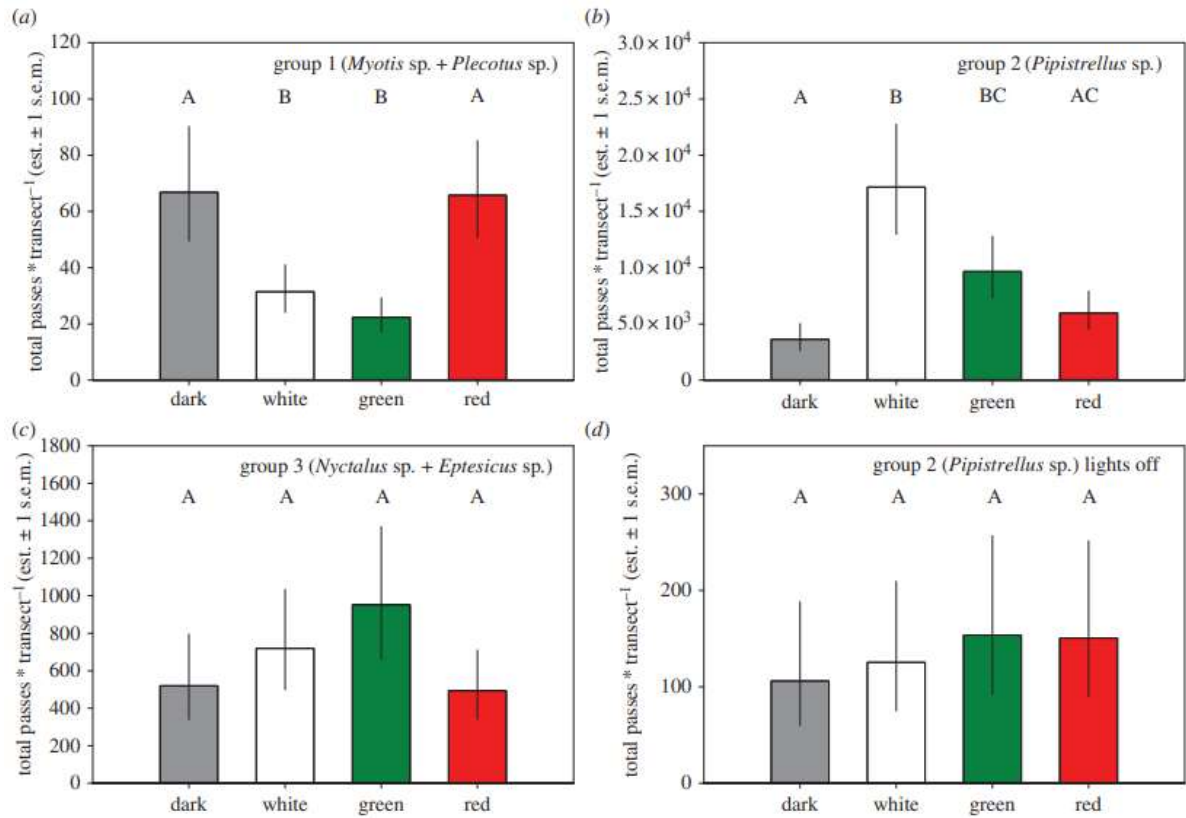 (a)
total passes * transect⁻¹ (est. ± 1 s.e.m.)
120
100
80
60
40
20
0
group 1 (Myotis sp. + Plecotus sp.)
A B B A
dark white green red
(b)
total passes * transect⁻¹ (est. ± 1 s.e.m.)
3.0 × 10⁴
2.5 × 10⁴
2.0 × 10⁴
1.5 × 10⁴
1.0 × 10⁴
5.0 × 10³
0
group 2 (Pipistrellus sp.)
A B BC AC
dark white green red
(c)
total passes * transect⁻¹ (est. ± 1 s.e.m.)
1800
1600
1400
1200
1000
800
600
400
200
0
group 3 (Nyctalus sp. + Eptesicus sp.)
A A A A
dark white green red
(d)
total passes * transect⁻¹ (est. ± 1 s.e.m.)
300
200
100
0
group 2 (Pipistrellus sp.) lights off
A A A A
dark white green red